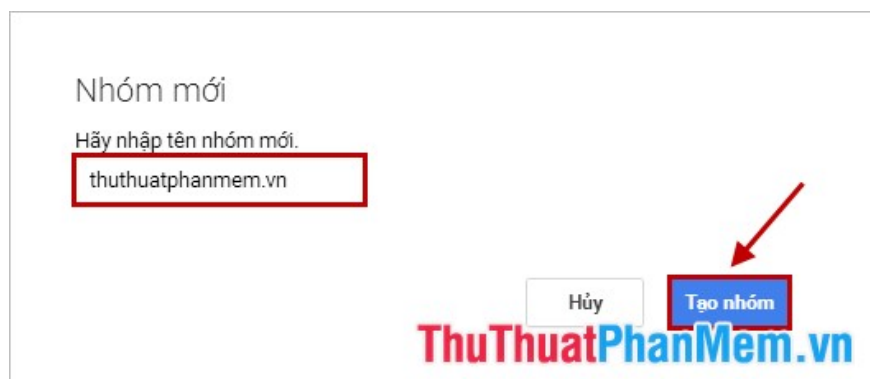 Nhóm mới
Hãy nhập tên nhóm mới.
thuthuatphanmem.vn
Hủy
Tạo nhóm
ThuThuatPhanMem.vn